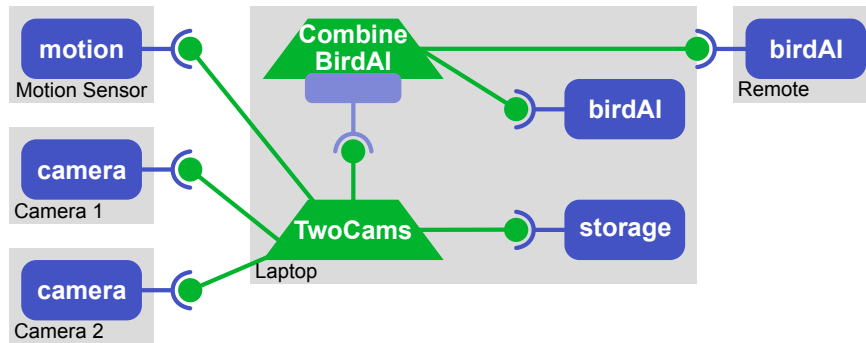 motion
Motion Sensor
camera
Camera 1
camera
Camera 2
Combine
BirdAI
birdAI
TwoCams
storage
Laptop
birdAI
Remote